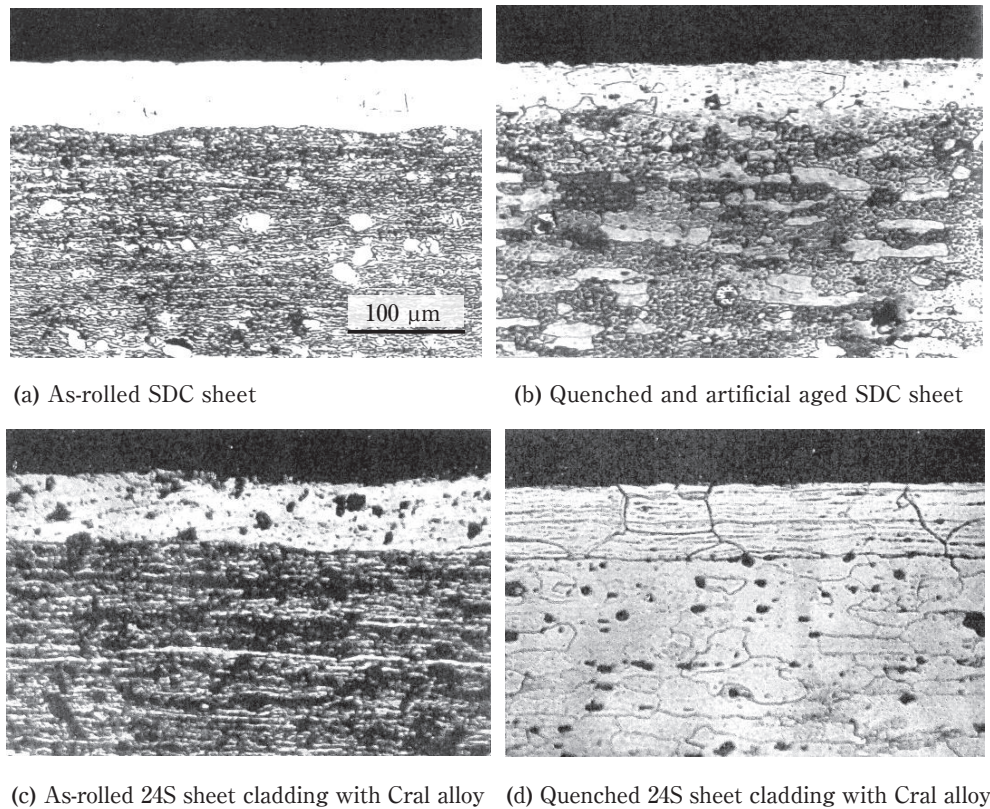 100 μm
(a) As-rolled SDC sheet
(b) Quenched and artificial aged SDC sheet
(c) As-rolled 24S sheet cladding with Cral alloy
(d) Quenched 24S sheet cladding with Cral alloy